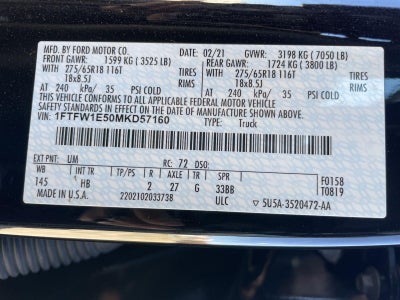 MFD. BY FORD MOTOR CO. 02/21 GVWR: 3198 KG ( 7050 LB)
FRONT GAWR: 1599 KG ( 3525 LB) REAR GAWR: 1724 KG ( 3800 LB)
WITH WITH
275/65R18 116T TIRES 275/65R18 116T TIRES
18x8.5J RIMS 18x8.5J RIMS
AT 240 kPa/ 35 PSI COLD AT 240 kPa/ 35 PSI COLD
THIS VEHICLE CONFORMS TO ALL APPLICABLE FEDERAL MOTOR VEHICLE
SAFETY STANDARDS IN EFFECT ON THE DATE OF MANUFACTURE SHOWN ABOVE.
VIN: 1FTFW1E50MKD57160 TYPE: Truck
EXT PNT: UM RC: 72 DSO: F0158
WB BRK INT TR TP/PS R AXLE TR SPR T0819
145 HB 2 27 G 33BB
MADE IN U.S.A. 2202102033738 ULC 5U5A-3520472-AA